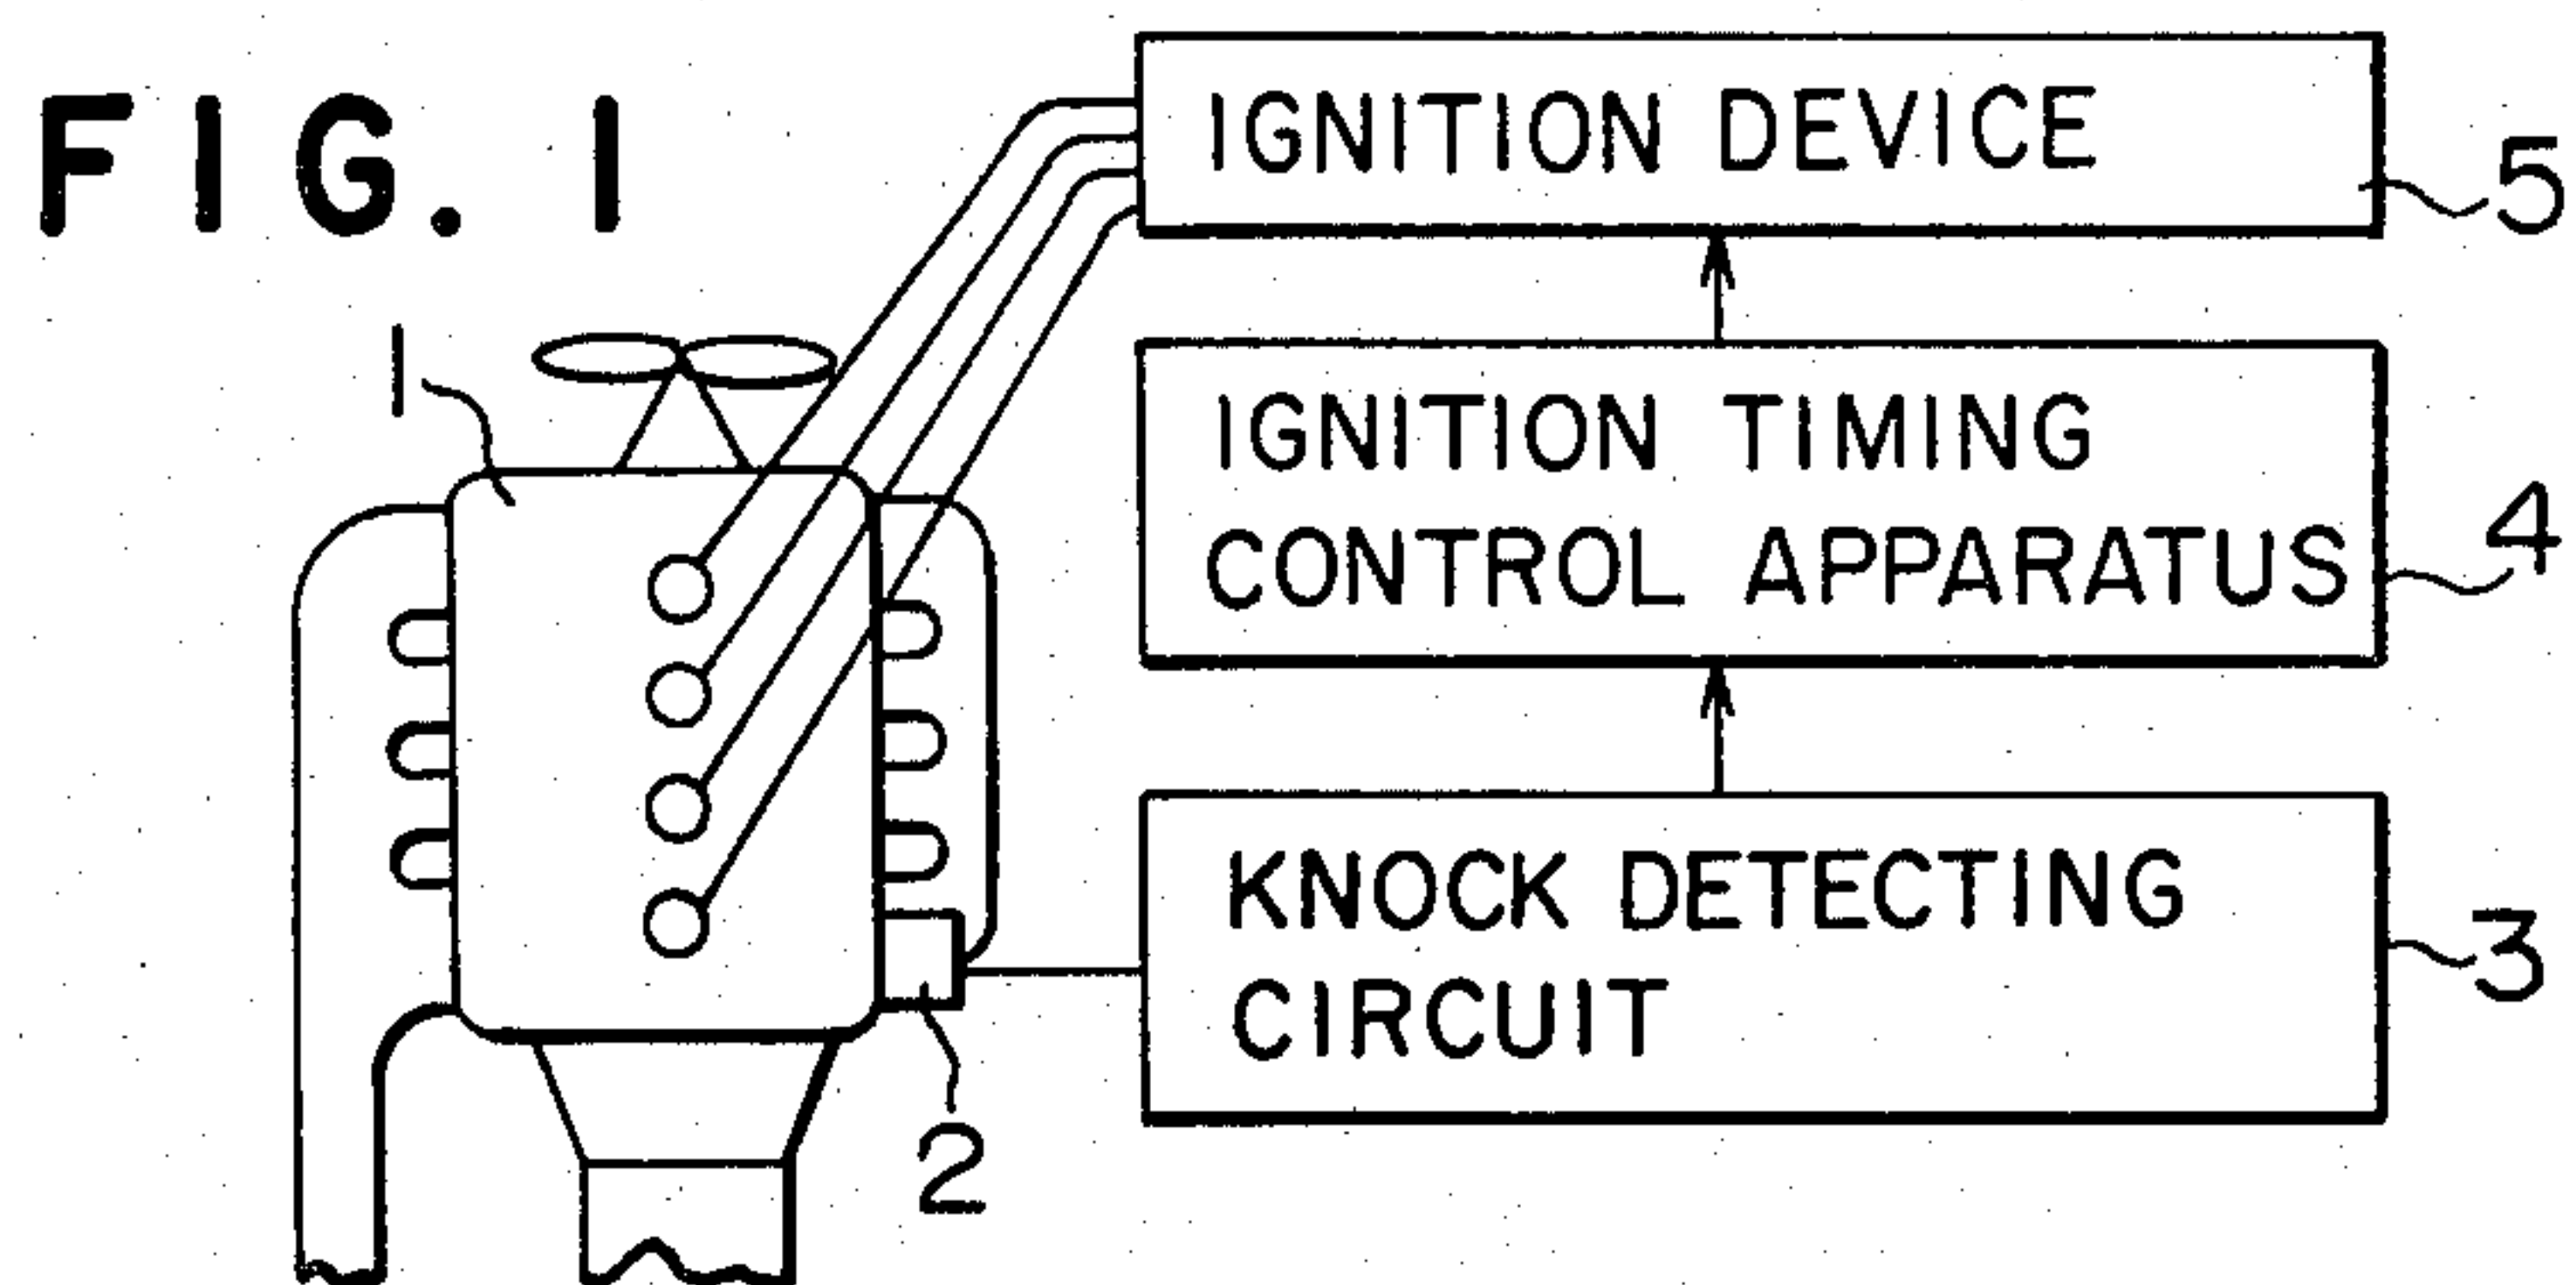 FIG. 1
IGNITION DEVICE
5
1
IGNITION TIMING
CONTROL APPARATUS
4
KNOCK DETECTING
CIRCUIT
3
2